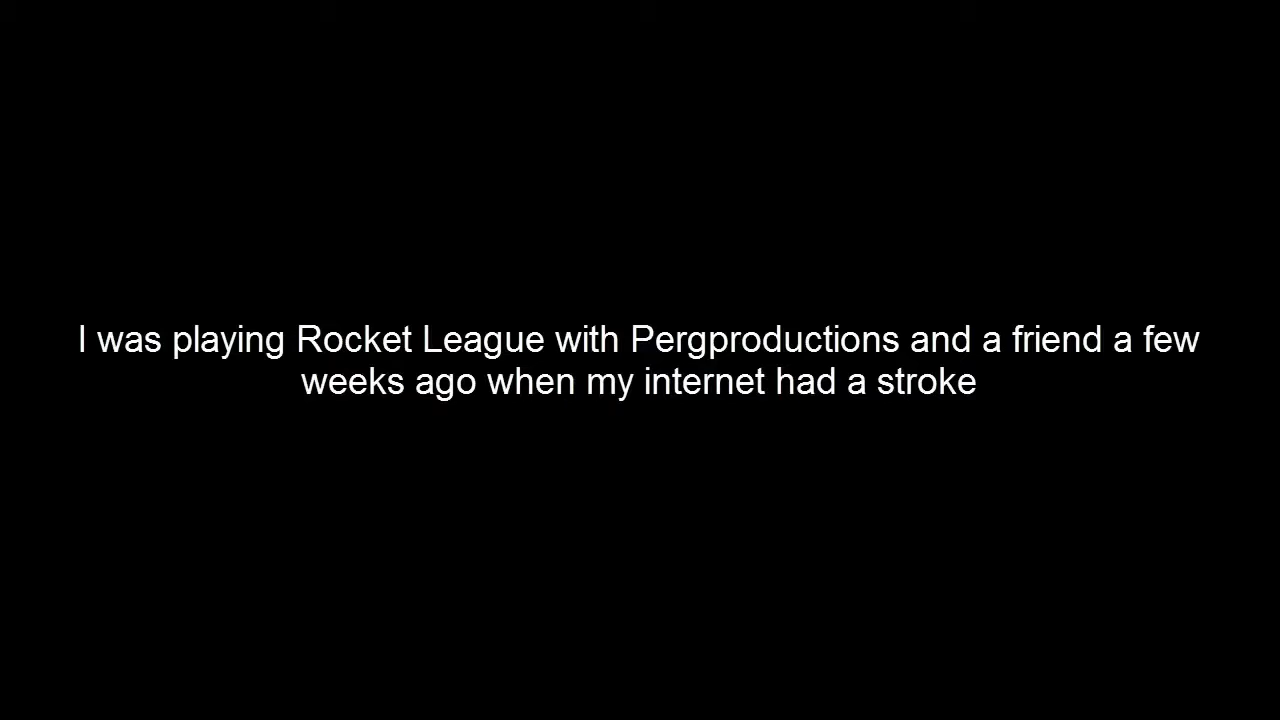 I was playing Rocket League with Pergproductions and a friend a few
weeks ago when my internet had a stroke